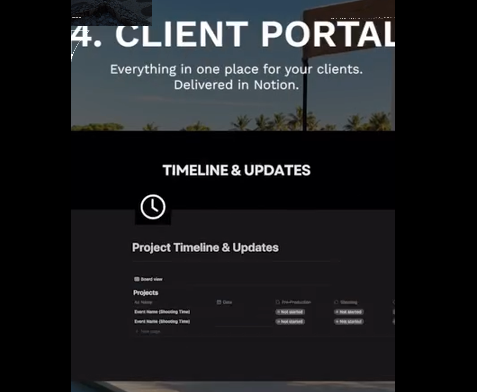 4. CLIENT PORTAL
Everything in one place for your clients.
Delivered in Notion.
TIMELINE & UPDATES
Project Timeline & Updates
Board view
Projects
Name Date Pre-Production Shooting
Event Name (Shooting Time) Not started Not started
Event Name (Shooting Time) Not started Not started
+ New page